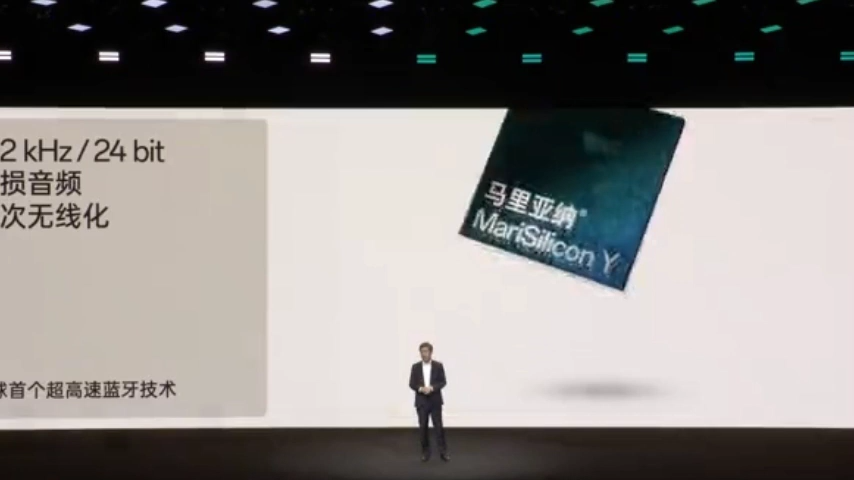 2 kHz / 24 bit
损音频
次无线化
球首个超高速蓝牙技术
马里亚纳®
MariSilicon Y